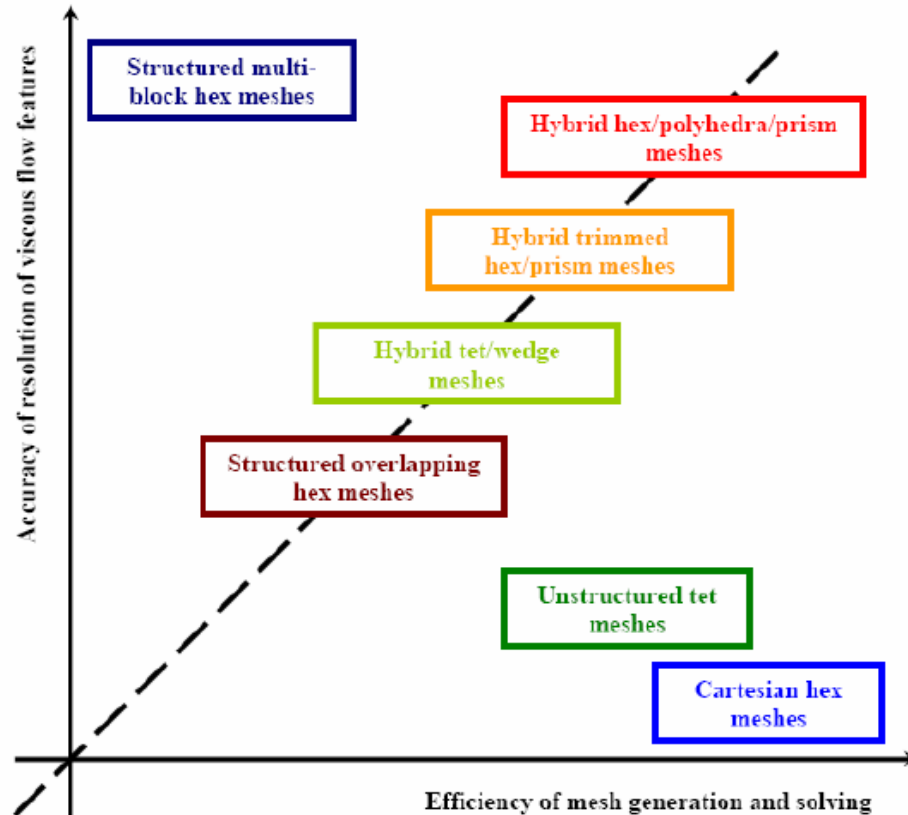 Accuracy of resolution of viscous flow features
Structured multi-
block hex meshes
Hybrid hex/polyhedra/prism
meshes
Hybrid trimmed
hex/prism meshes
Hybrid tet/wedge
meshes
Structured overlapping
hex meshes
Unstructured tet
meshes
Cartesian hex
meshes
Efficiency of mesh generation and solving